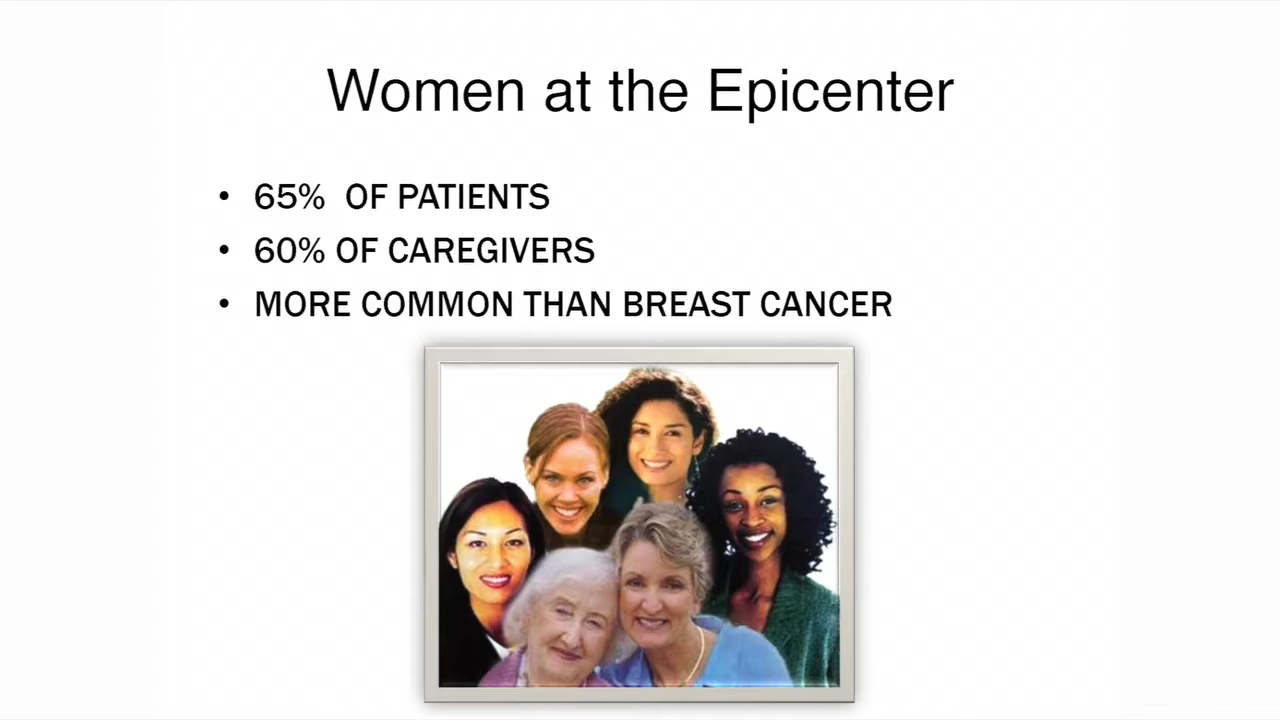 Women at the Epicenter
• 65% OF PATIENTS
• 60% OF CAREGIVERS
• MORE COMMON THAN BREAST CANCER